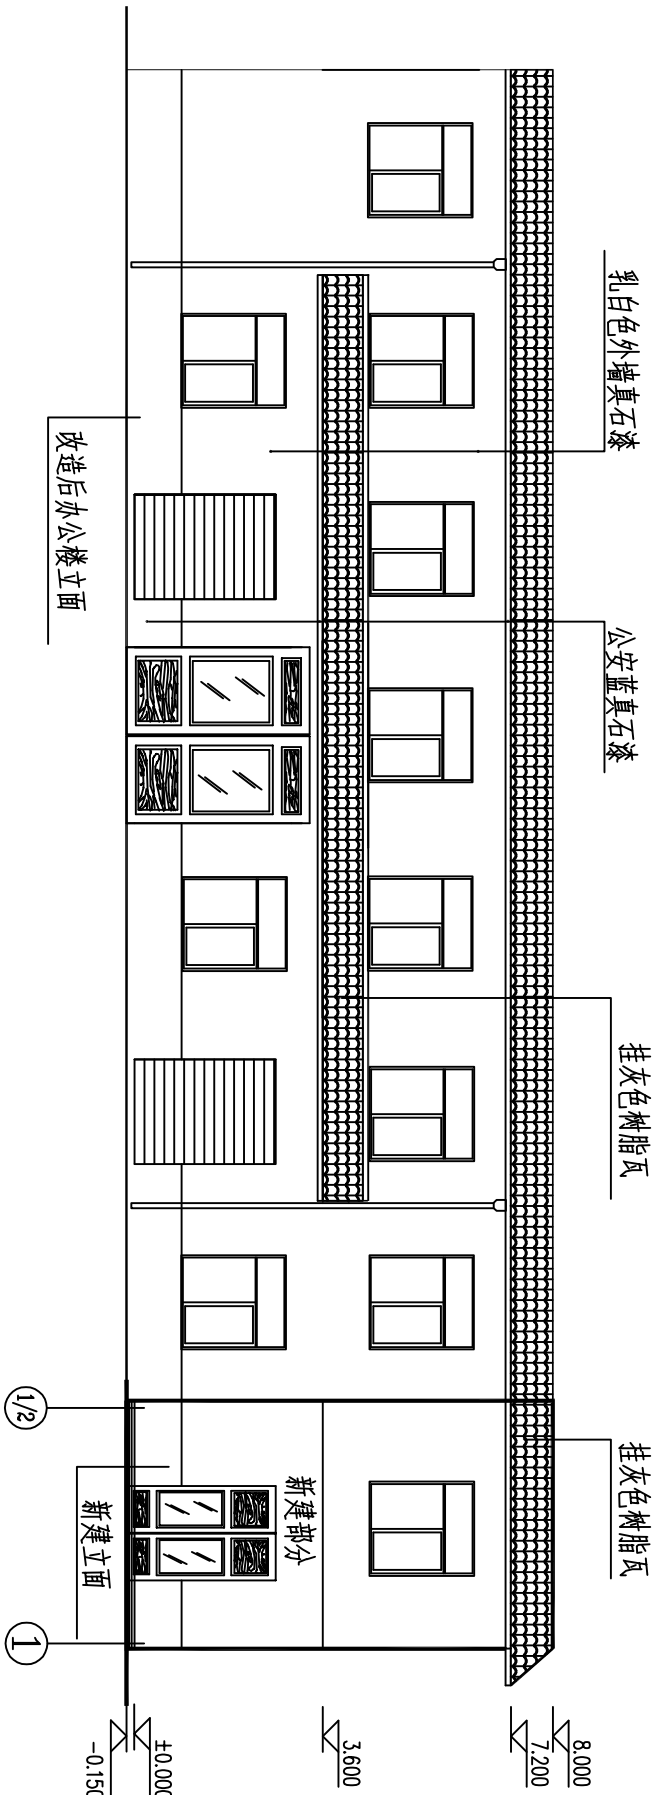 乳白色外墙真石漆
公安蓝真石漆
挂灰色树脂瓦
挂灰色树脂瓦
8.000
7.200
3.600
±0.000
-0.150
新建部分
改造后办公楼立面
新建立面
1/2
1